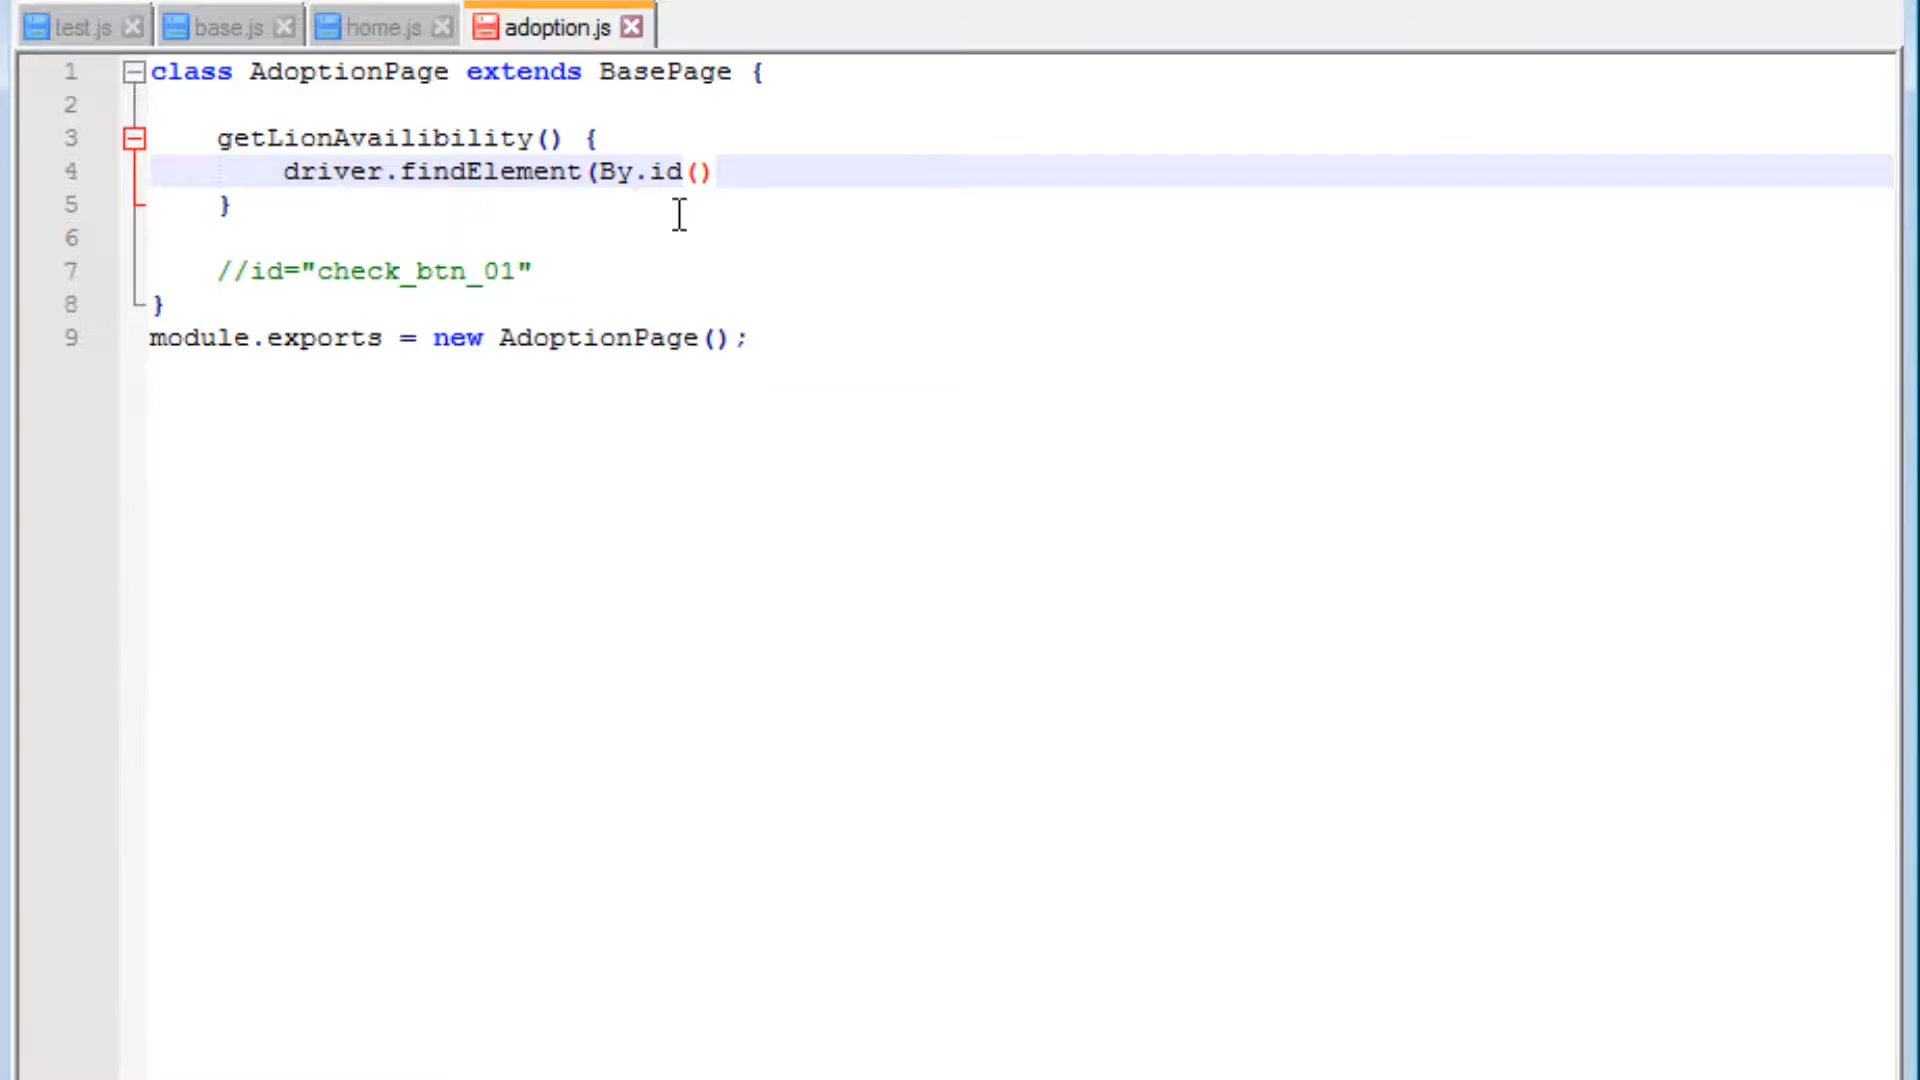 test.js base.js home.js adoption.js
1 class AdoptionPage extends BasePage {
2
3 getLionAvailibility() {
4 driver.findElement(By.id()
5 }
6
7 //id="check_btn_01"
8 }
9 module.exports = new AdoptionPage();